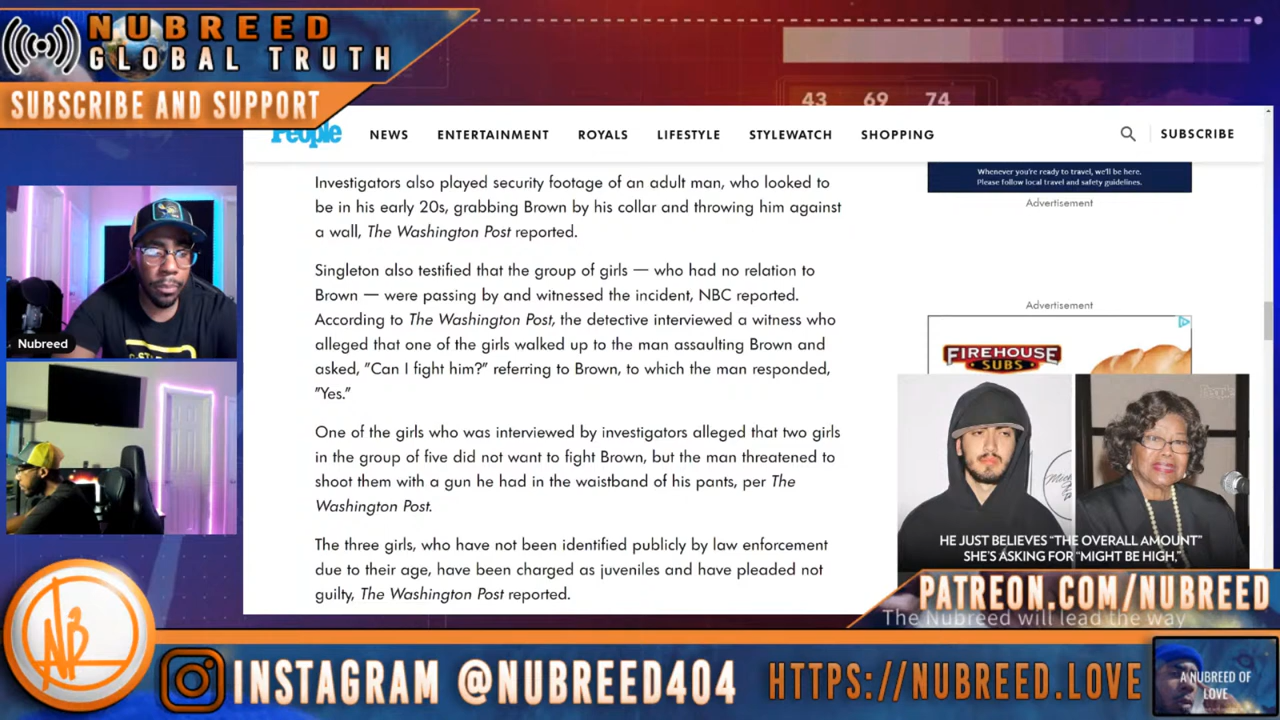 NUBREED
GLOBAL TRUTH
SUBSCRIBE AND SUPPORT
43 69 74
People
NEWS ENTERTAINMENT ROYALS LIFESTYLE STYLEWATCH SHOPPING SUBSCRIBE
Investigators also played security footage of an adult man, who looked to
be in his early 20s, grabbing Brown by his collar and throwing him against
a wall, The Washington Post reported.
Singleton also testified that the group of girls — who had no relation to
Brown — were passing by and witnessed the incident, NBC reported.
According to The Washington Post, the detective interviewed a witness who
alleged that one of the girls walked up to the man assaulting Brown and
asked, "Can I fight him?" referring to Brown, to which the man responded,
"Yes."
One of the girls who was interviewed by investigators alleged that two girls
in the group of five did not want to fight Brown, but the man threatened to
shoot them with a gun he had in the waistband of his pants, per The
Washington Post.
The three girls, who have not been identified publicly by law enforcement
due to their age, have been charged as juveniles and have pleaded not
guilty, The Washington Post reported.
Whenever you're ready to travel, we'll be here.
Please follow local travel and safety guidelines.
Advertisement
Advertisement
FIREHOUSE
SUBS
People
HE JUST BELIEVES "THE OVERALL AMOUNT"
SHE'S ASKING FOR "MIGHT BE HIGH."
Nubreed
PATREON.COM/NUBREED
The Nubreed will lead the way
INSTAGRAM @NUBREED404
HTTPS://NUBREED.LOVE
A NUBREED OF
LOVE